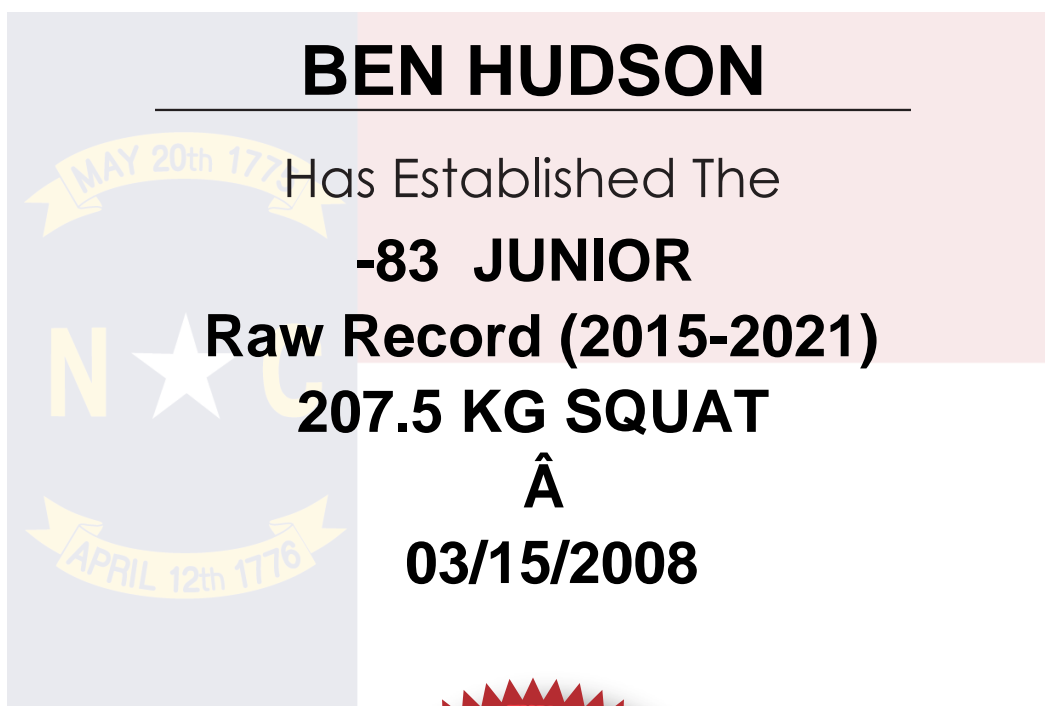 BEN HUDSON
MAY 20th 1775
Has Established The
-83 JUNIOR
Raw Record (2015-2021)
N C
207.5 KG SQUAT
Â
03/15/2008
APRIL 12th 1776